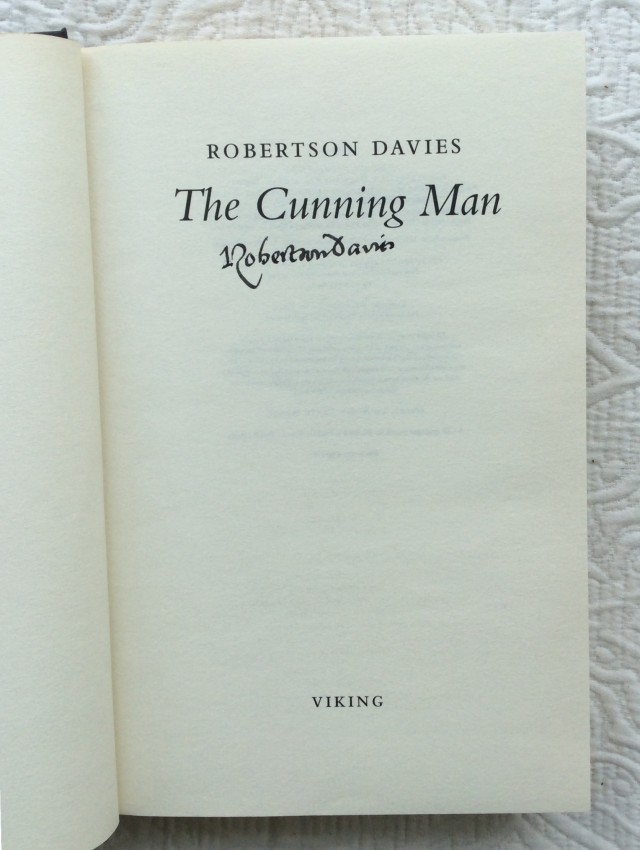 ROBERTSON DAVIES
The Cunning Man
Robertson Davies
VIKING